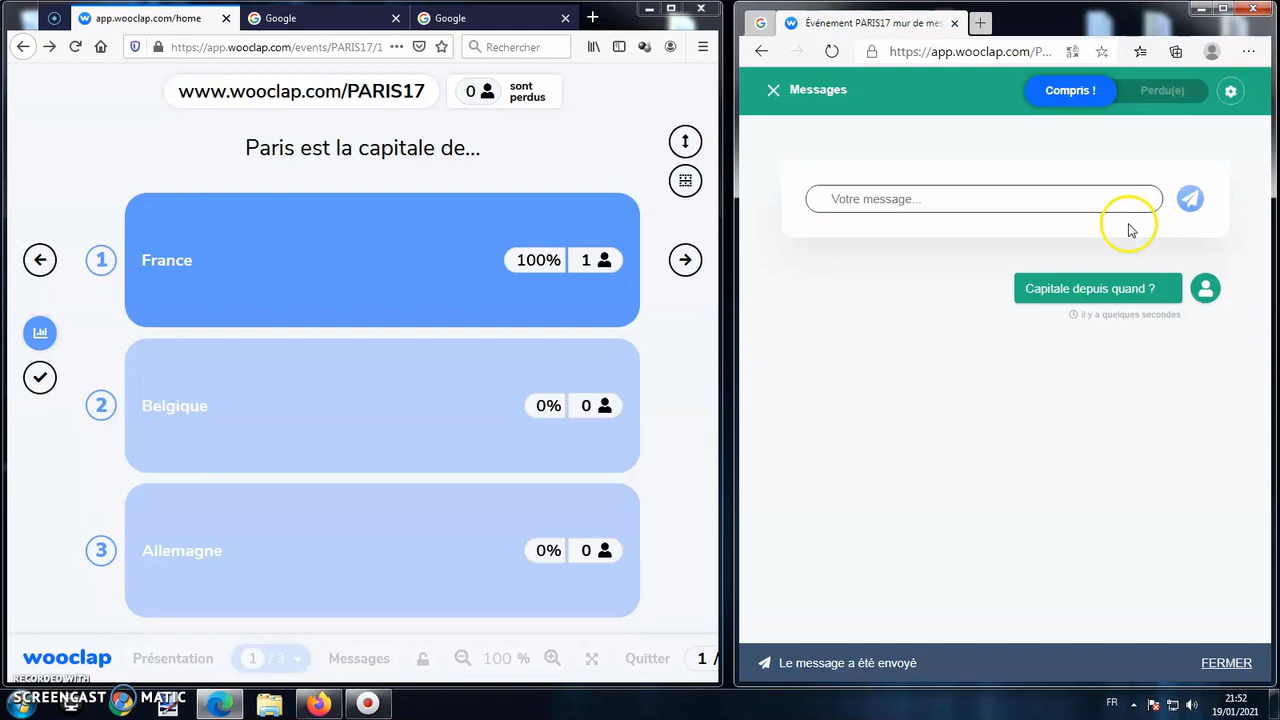 app.wooclap.com/home
Google
Google
https://app.wooclap.com/events/PARIS17/1
Rechercher
www.wooclap.com/PARIS17
0
sont
perdus
Paris est la capitale de...
1
France
100%
1
2
Belgique
0%
0
3
Allemagne
0%
0
wooclap
Présentation
1 / 3
Messages
100 %
Quitter
1 /
Événement PARIS17 mur de me
https://app.wooclap.com/P...
Messages
Compris !
Perdu(e)
Votre message...
Capitale depuis quand ?
il y a quelques secondes
Le message a été envoyé
FERMER
RECORDED WITH
SCREENCAST MATIC
FR
21:52
19/01/2021